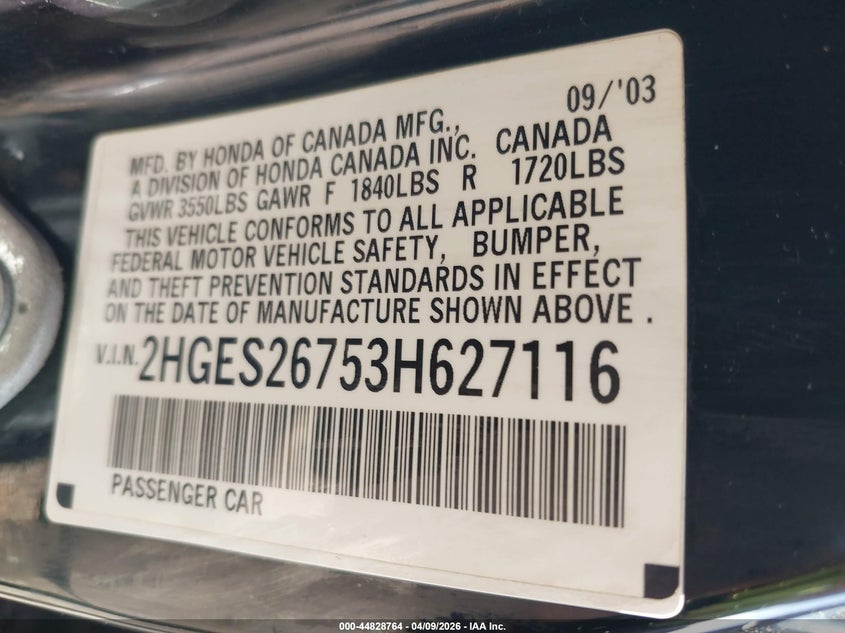 09/'03
MFD. BY HONDA OF CANADA MFG.,
A DIVISION OF HONDA CANADA INC. CANADA
GVWR 3550LBS GAWR F 1840LBS R 1720LBS
THIS VEHICLE CONFORMS TO ALL APPLICABLE
FEDERAL MOTOR VEHICLE SAFETY, BUMPER,
AND THEFT PREVENTION STANDARDS IN EFFECT
ON THE DATE OF MANUFACTURE SHOWN ABOVE .
V.I.N. 2HGES26753H627116
PASSENGER CAR
000-44828764 - 04/09/2026 - IAA Inc.